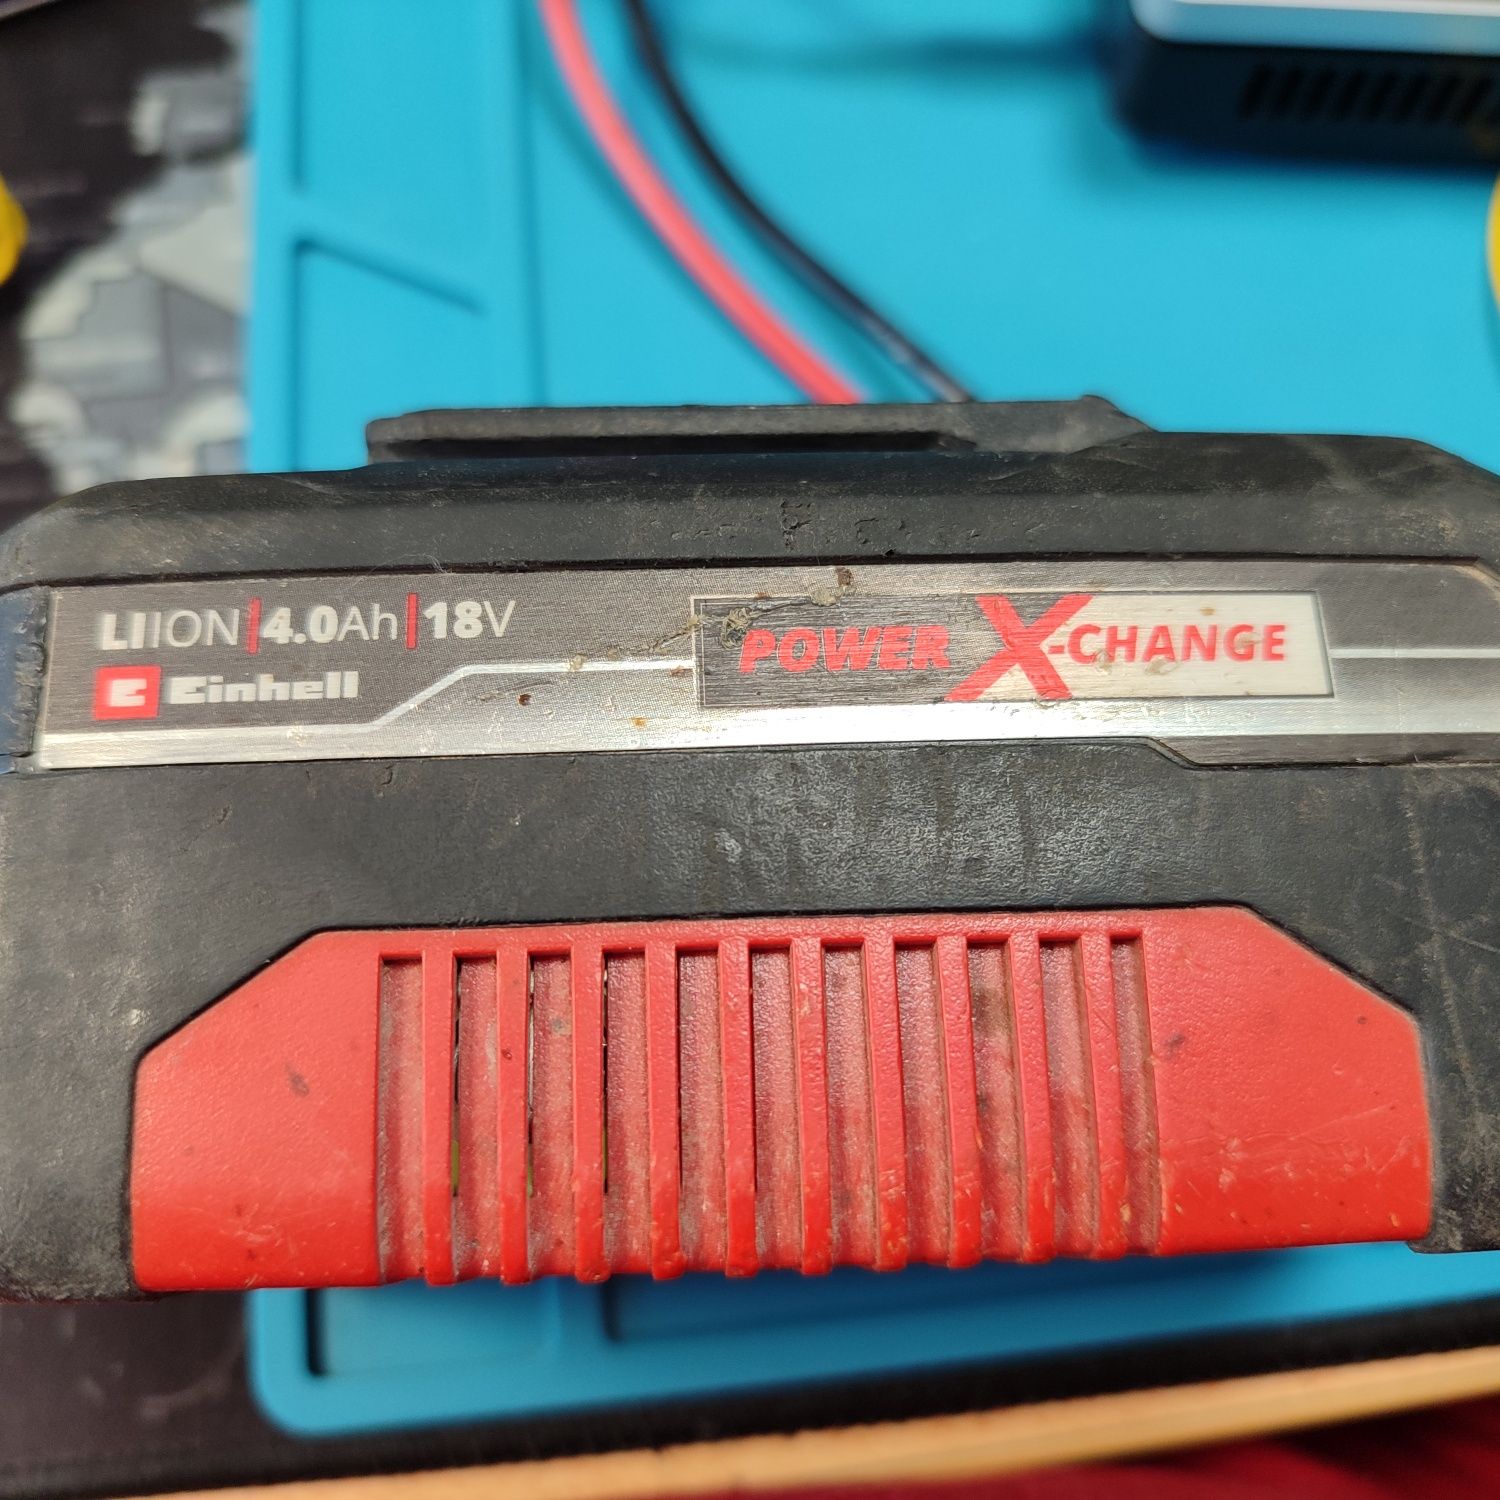 LIION|4.0Ah|18V
Einhell
POWER X-CHANGE